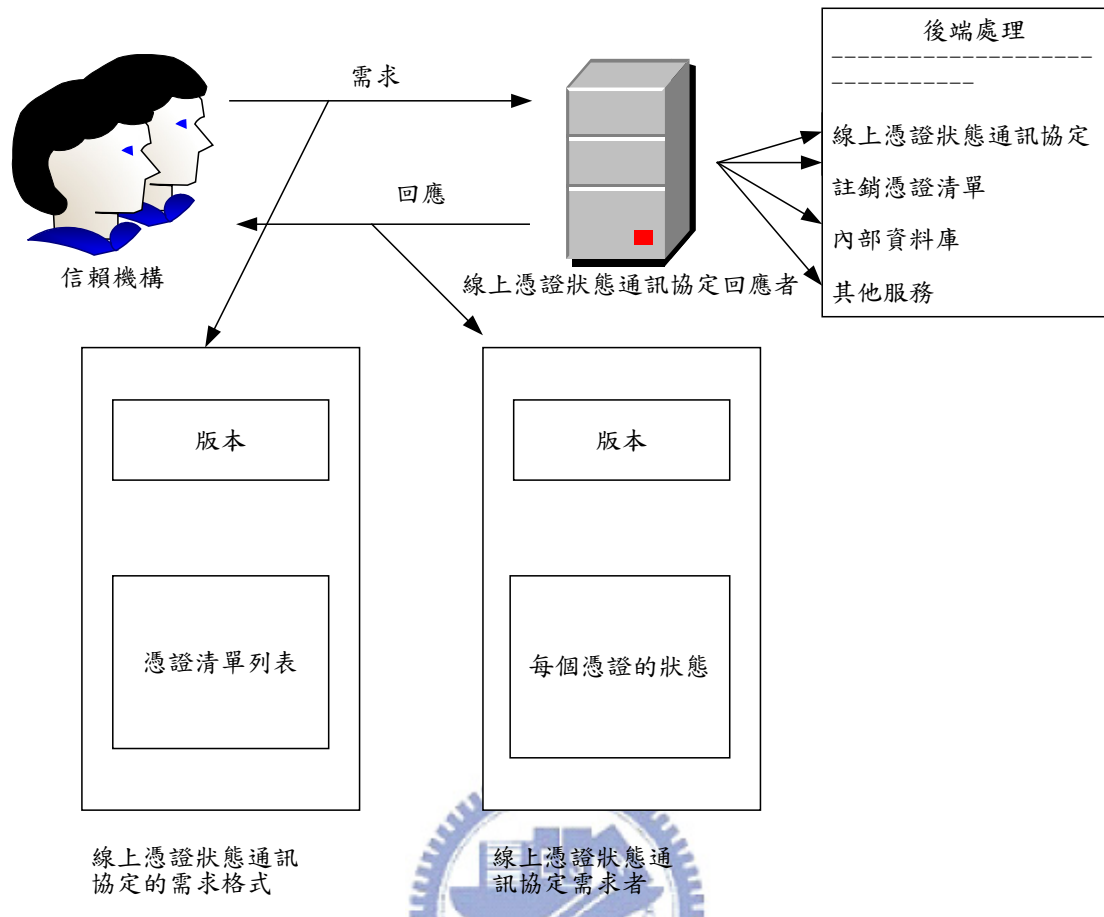 後端處理
需求
線上憑證狀態通訊協定
註銷憑證清單
回應
內部資料庫
信賴機構
線上憑證狀態通訊協定回應者
其他服務
版本
版本
憑證清單列表
每個憑證的狀態
線上憑證狀態通訊
協定的需求格式
線上憑證狀態通
訊協定需求者